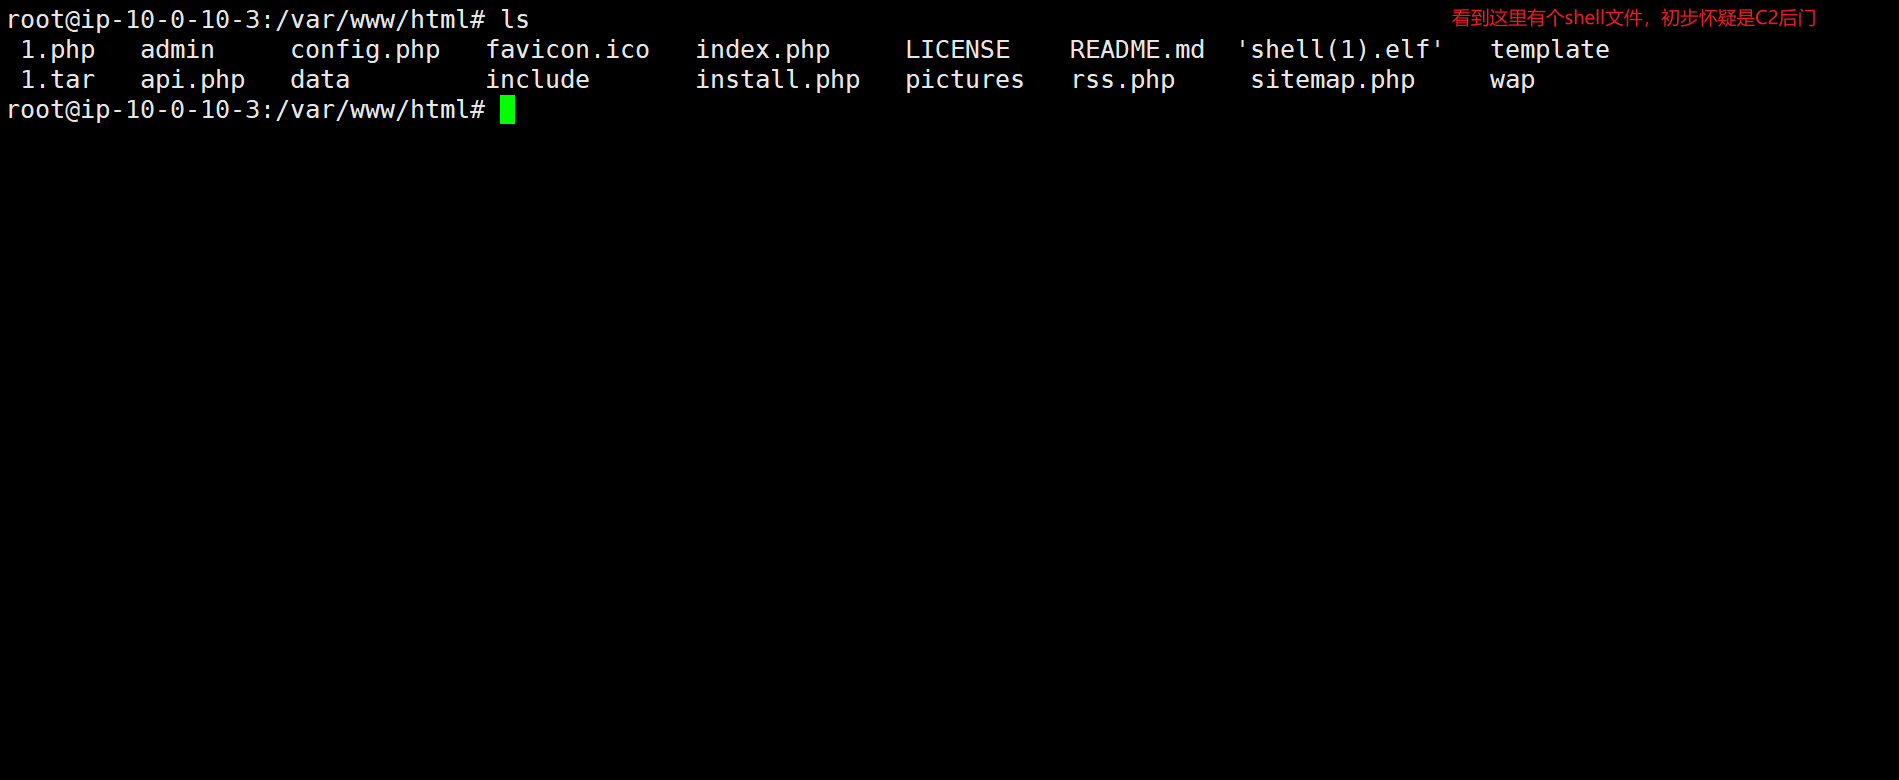 root@ip-10-0-10-3:/var/www/html# ls
看到这里有个shell文件，初步怀疑是C2后门
1.php admin config.php favicon.ico index.php LICENSE README.md 'shell(1).elf' template
1.tar api.php data include install.php pictures rss.php sitemap.php wap
root@ip-10-0-10-3:/var/www/html#